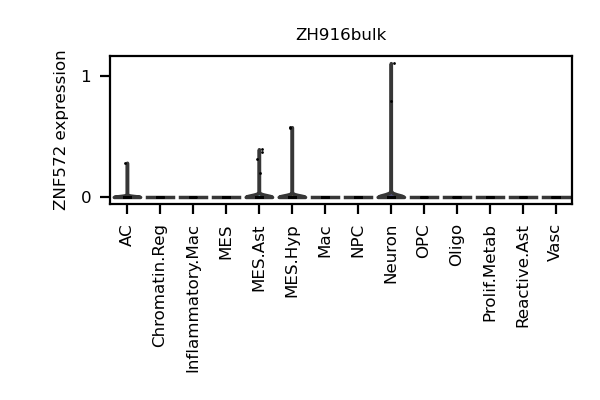 ZH916bulk
ZNF572 expression
1
0
AC
Chromatin.Reg
Inflammatory.Mac
MES
MES.Ast
MES.Hyp
Mac
NPC
Neuron
OPC
Oligo
Prolif.Metab
Reactive.Ast
Vasc